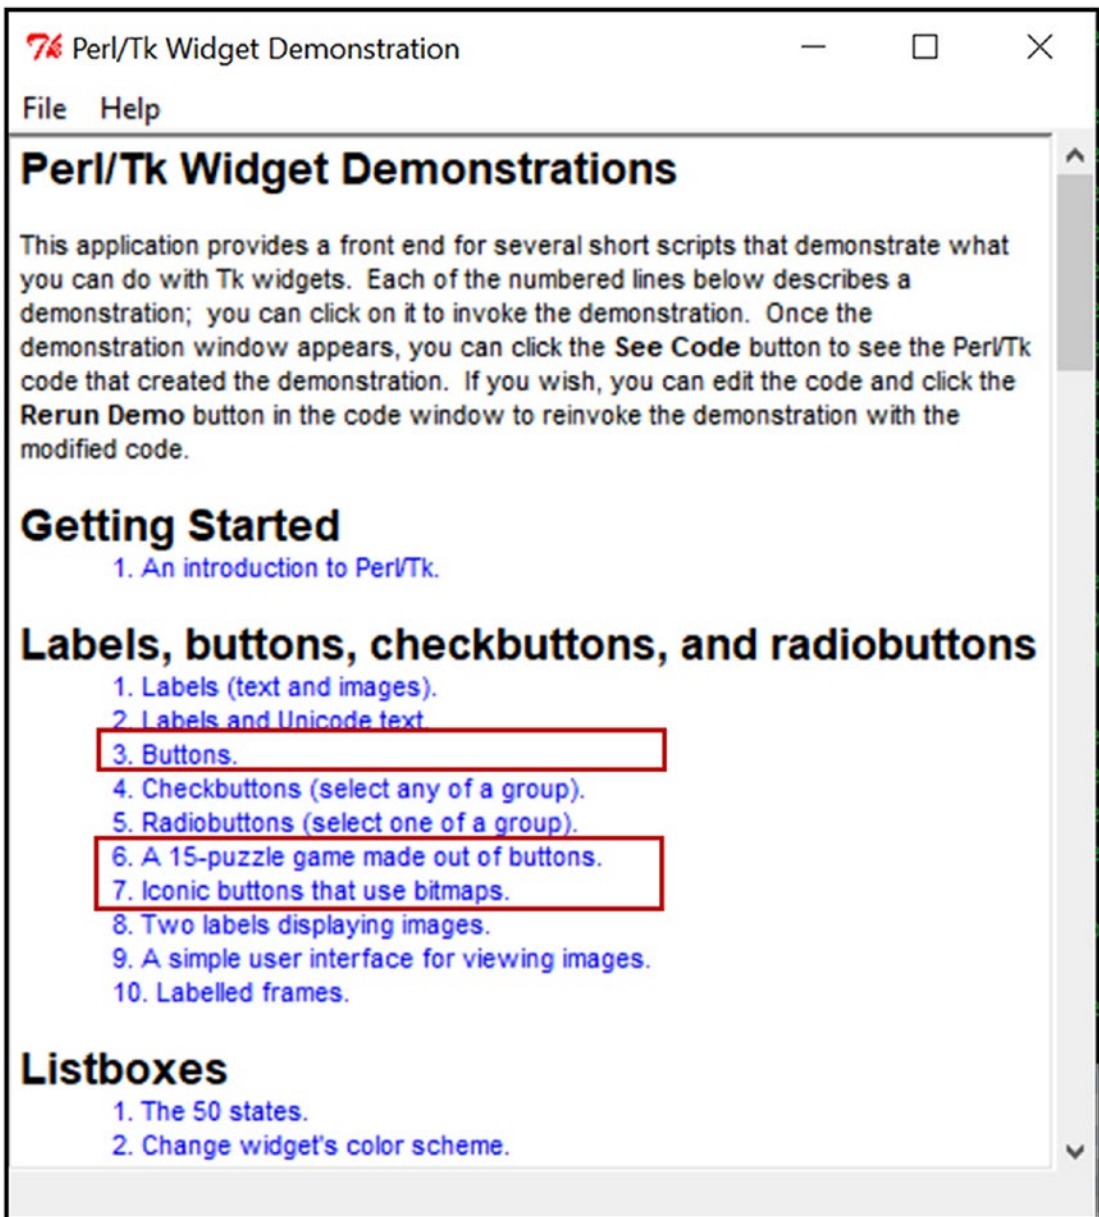 Perl/Tk Widget Demonstration
File Help
Perl/Tk Widget Demonstrations
This application provides a front end for several short scripts that demonstrate what
you can do with Tk widgets. Each of the numbered lines below describes a
demonstration; you can click on it to invoke the demonstration. Once the
demonstration window appears, you can click the See Code button to see the Perl/Tk
code that created the demonstration. If you wish, you can edit the code and click the
Rerun Demo button in the code window to reinvoke the demonstration with the
modified code.
Getting Started
1. An introduction to Perl/Tk.
Labels, buttons, checkbuttons, and radiobuttons
1. Labels (text and images).
2. Labels and Unicode text.
3. Buttons.
4. Checkbuttons (select any of a group).
5. Radiobuttons (select one of a group).
6. A 15-puzzle game made out of buttons.
7. Iconic buttons that use bitmaps.
8. Two labels displaying images.
9. A simple user interface for viewing images.
10. Labelled frames.
Listboxes
1. The 50 states.
2. Change widget's color scheme.